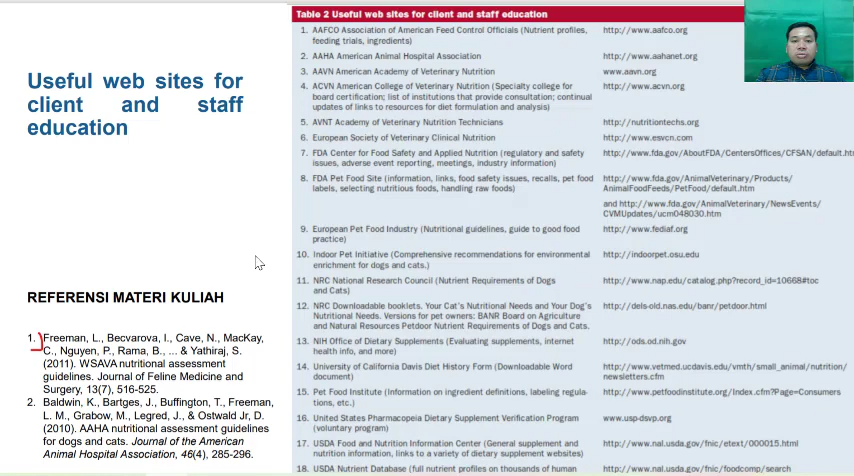 Useful web sites for
client and staff
education
REFERENSI MATERI KULIAH
1. Freeman, L., Becvarova, I., Cave, N., MacKay,
C., Nguyen, P., Rama, B., ... & Yathiraj, S.
(2011). WSAVA nutritional assessment
guidelines. Journal of Feline Medicine and
Surgery, 13(7), 516-525.
2. Baldwin, K., Bartges, J., Buffington, T., Freeman,
L. M., Grabow, M., Legred, J., & Ostwald Jr, D.
(2010). AAHA nutritional assessment guidelines
for dogs and cats. Journal of the American
Animal Hospital Association, 46(4), 285-296.
Table 2 Useful web sites for client and staff education
1. AAFCO Association of American Feed Control Officials (Nutrient profiles, http://www.aafco.org
feeding trials, ingredients)
2. AAHA American Animal Hospital Association http://www.aahanet.org
3. AAVN American Academy of Veterinary Nutrition www.aavn.org
4. ACVN American College of Veterinary Nutrition (Specialty college for http://www.acvn.org
board certification; list of institutions that provide consultation; continual
updates of links to resources for diet formulation and analysis)
5. AVNT Academy of Veterinary Nutrition Technicians http://nutritiontechs.org
6. European Society of Veterinary Clinical Nutrition http://www.esvcn.com
7. FDA Center for Food Safety and Applied Nutrition (regulatory and safety http://www.fda.gov/AboutFDA/CentersOffices/CFSAN/default.htm
issues, adverse event reporting, meetings, industry information)
8. FDA Pet Food Site (information, links, food safety issues, recalls, pet food http://www.fda.gov/AnimalVeterinary/Products/
labels, selecting nutritious foods, handling raw foods) AnimalFoodFeeds/PetFood/default.htm
and http://www.fda.gov/AnimalVeterinary/NewsEvents/
CVMUpdates/ucm048030.htm
9. European Pet Food Industry (Nutritional guidelines, guide to good food http://www.fediaf.org
practice)
10. Indoor Pet Initiative (Comprehensive recommendations for environmental http://indoorpet.osu.edu
enrichment for dogs and cats.)
11. NRC National Research Council (Nutrient Requirements of Dogs http://www.nap.edu/catalog.php?record_id=10668#toc
and Cats)
12. NRC Downloadable booklets. Your Cat's Nutritional Needs and Your Dog's http://dels-old.nas.edu/banr/petdoor.html
Nutritional Needs. Versions for pet owners: BANR Board on Agriculture
and Natural Resources Petdoor Nutrient Requirements of Dogs and Cats.
13. NIH Office of Dietary Supplements (Evaluating supplements, internet http://ods.od.nih.gov
health info, and more)
14. University of California Davis Diet History Form (Downloadable Word http://www.vetmed.ucdavis.edu/vmth/small_animal/nutrition/
document) newsletters.cfm
15. Pet Food Institute (Information on ingredient definitions, labeling regula- http://www.petfoodinstitute.org/Index.cfm?Page=Consumers
tions, etc.)
16. United States Pharmacopeia Dietary Supplement Verification Program www.usp-dsvp.org
(voluntary program)
17. USDA Food and Nutrition Information Center (General supplement and http://www.nal.usda.gov/fnic/etext/000015.html
nutrition information, links to a variety of dietary supplement websites)
18. USDA Nutrient Database (full nutrient profiles on thousands of human http://www.nal.usda.gov/fnic/foodcomp/search